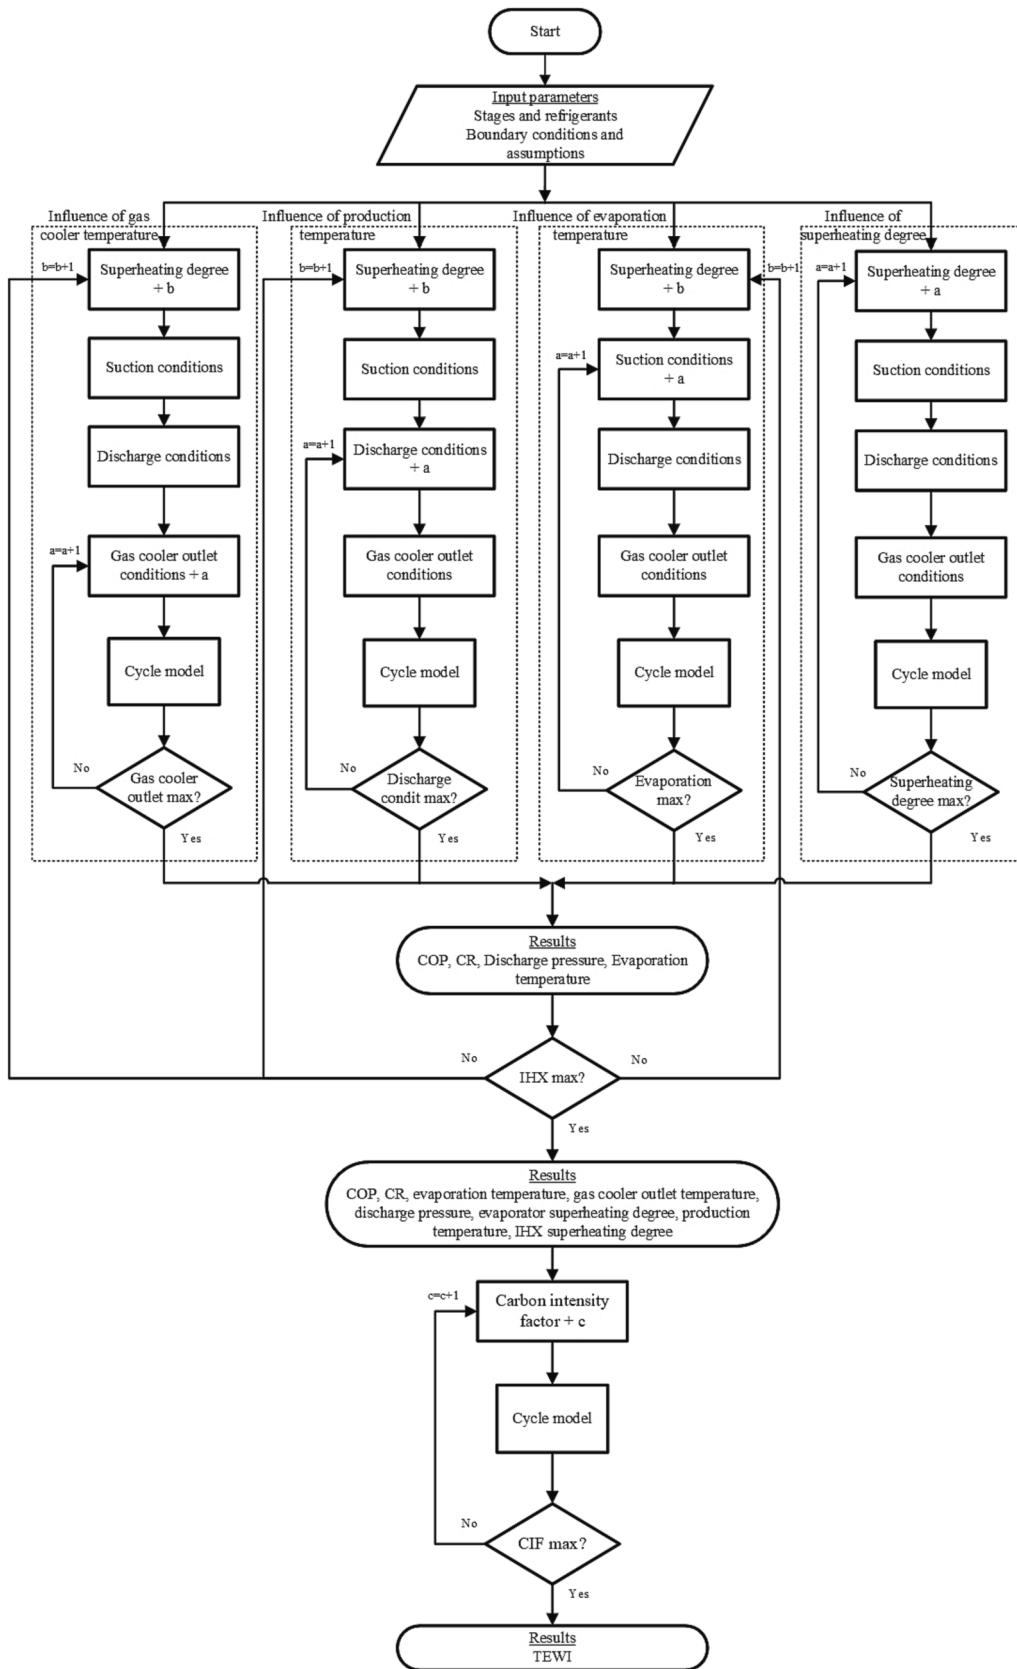 Start
Input parameters
Stages and refrigerants
Boundary conditions and
assumptions
Influence of gas
cooler temperature
Influence of production
temperature
Influence of evaporation
temperature
Influence of
superheating degree
b=b+1
Superheating degree
+ b
Suction conditions
Discharge conditions
a=a+1
Gas cooler outlet
conditions + a
Cycle model
No
Gas cooler
outlet max?
Yes
b=b+1
Superheating degree
+ b
Suction conditions
a=a+1
Discharge conditions
+ a
Gas cooler outlet
conditions
Cycle model
No
Discharge
condit max?
Yes
b=b+1
Superheating degree
+ b
a=a+1
Suction conditions
+ a
Discharge conditions
Gas cooler outlet
conditions
Cycle model
No
Evaporation
max?
Yes
a=a+1
Superheating degree
+ a
Suction conditions
Discharge conditions
Gas cooler outlet
conditions
Cycle model
No
Superheating
degree max?
Yes
Results
COP, CR, Discharge pressure, Evaporation
temperature
No
IHX max?
No
Yes
Results
COP, CR, evaporation temperature, gas cooler outlet temperature,
discharge pressure, evaporator superheating degree, production
temperature, IHX superheating degree
c=c+1
Carbon intensity
factor + c
Cycle model
No
CIF max?
Yes
Results
TEWI